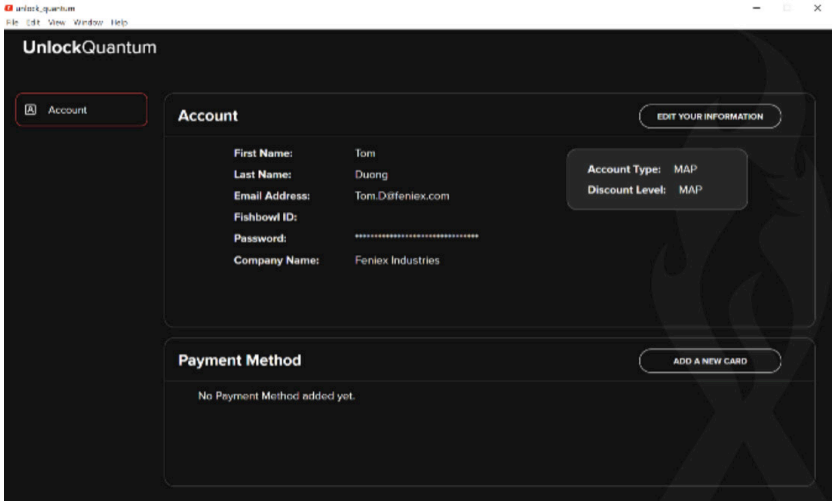 unlock_quantum
File Edit View Window Help
UnlockQuantum
Account
Account
EDIT YOUR INFORMATION
First Name: Tom
Last Name: Duong
Email Address: Tom.D@feniex.com
Fishbowl ID:
Password: *******************************
Company Name: Feniex Industries
Account Type: MAP
Discount Level: MAP
Payment Method
ADD A NEW CARD
No Payment Method added yet.